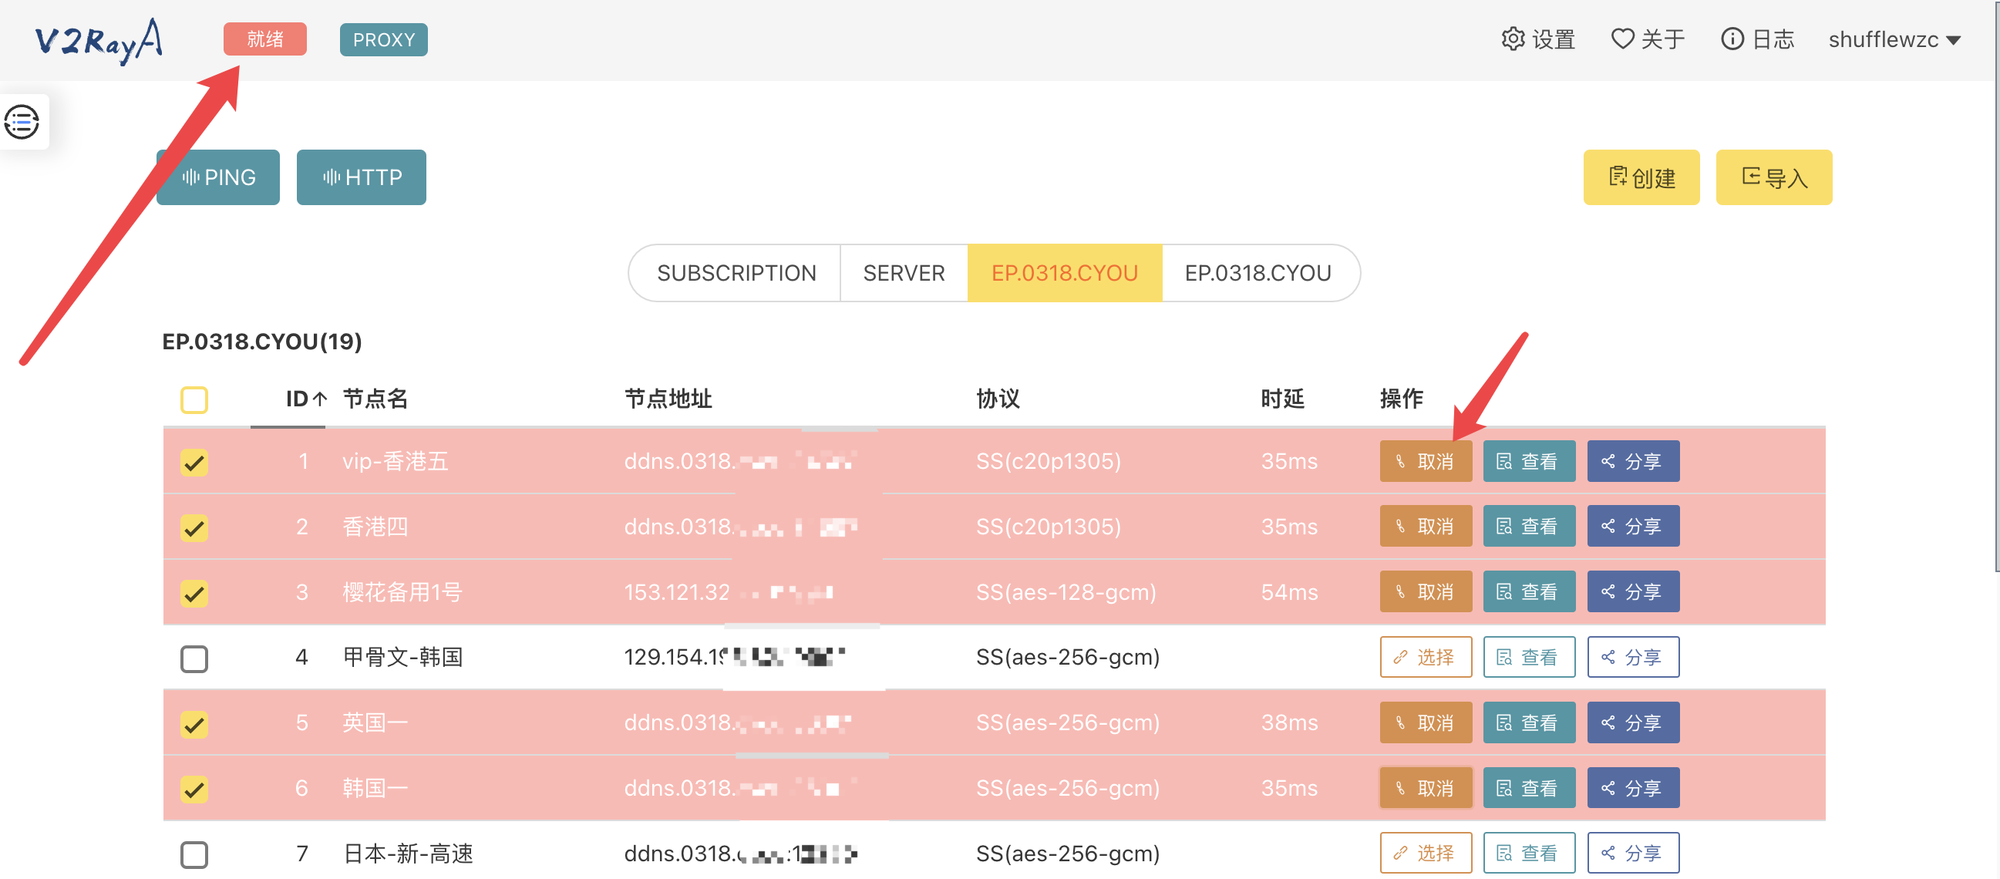 V2RayA 就绪 PROXY 设置 关于 日志 shufflewzc
PING HTTP 创建 导入
SUBSCRIPTION SERVER EP.0318.CYOU EP.0318.CYOU
EP.0318.CYOU(19)
ID↑ 节点名 节点地址 协议 时延 操作
1 vip-香港五 ddns.0318. SS(c20p1305) 35ms 取消 查看 分享
2 香港四 ddns.0318. SS(c20p1305) 35ms 取消 查看 分享
3 樱花备用1号 153.121.32 SS(aes-128-gcm) 54ms 取消 查看 分享
4 甲骨文-韩国 129.154.19 SS(aes-256-gcm) 选择 查看 分享
5 英国一 ddns.0318. SS(aes-256-gcm) 38ms 取消 查看 分享
6 韩国一 ddns.0318. SS(aes-256-gcm) 35ms 取消 查看 分享
7 日本-新-高速 ddns.0318. SS(aes-256-gcm) 选择 查看 分享